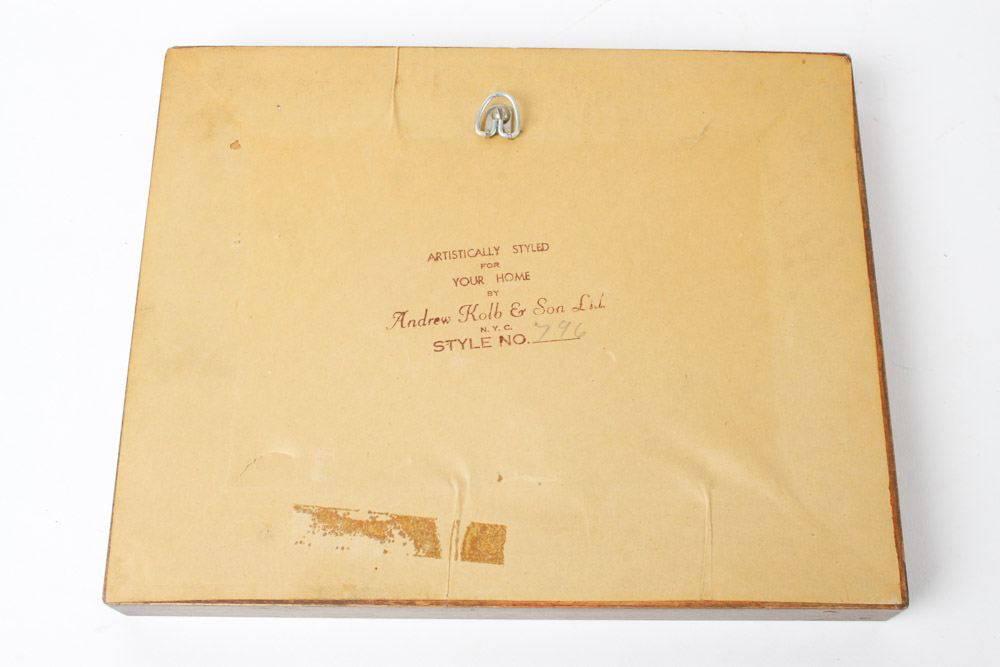 ARTISTICALLY STYLED
FOR
YOUR HOME
BY
Andrew Kolb & Son Ltd.
N.Y.C.
STYLE NO. 796